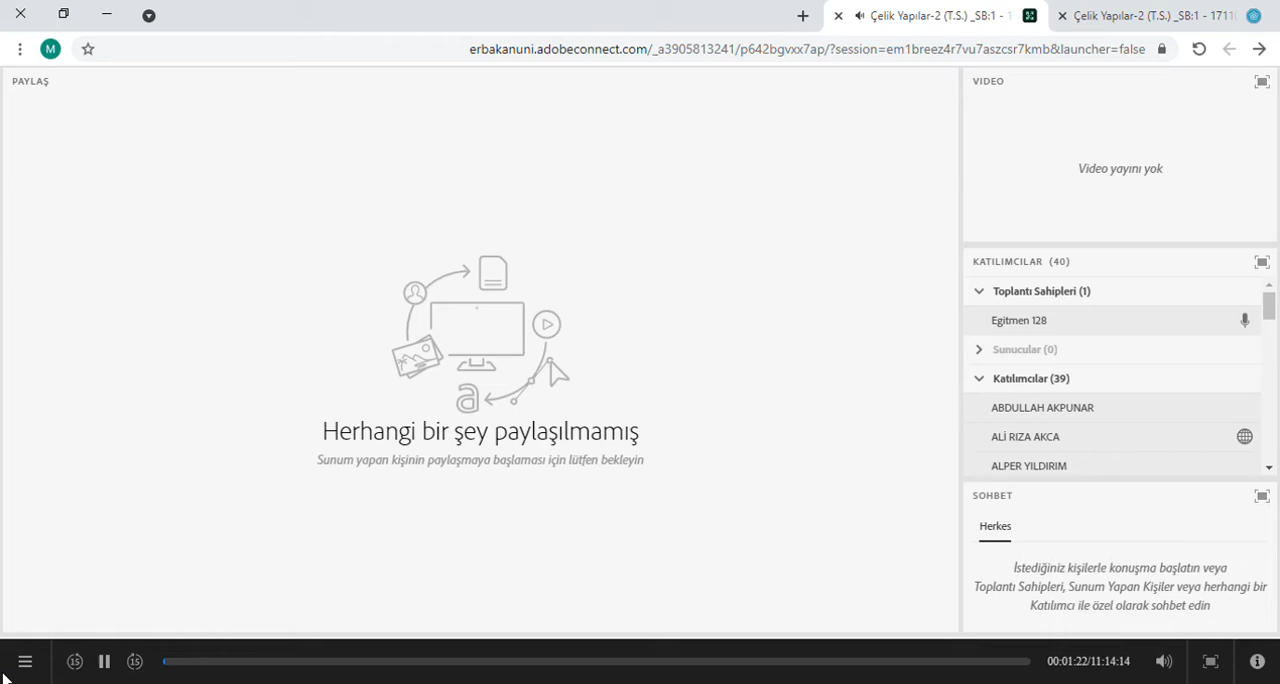 Çelik Yapılar-2 (T.S.) _SB:1 - 1
Çelik Yapılar-2 (T.S.) _SB:1 - 1711
M
erbakanuni.adobeconnect.com/_a3905813241/p642bgvxx7ap/?session=em1breez4r7vu7aszcsr7kmb&launcher=false
PAYLAŞ
a
Herhangi bir şey paylaşılmamış
Sunum yapan kişinin paylaşmaya başlaması için lütfen bekleyin
VIDEO
Video yayını yok
KATILIMCILAR (40)
Toplantı Sahipleri (1)
Egitmen 128
Sunucular (0)
Katılımcılar (39)
ABDULLAH AKPUNAR
ALİ RIZA AKCA
ALPER YILDIRIM
SOHBET
Herkes
İstediğiniz kişilerle konuşma başlatın veya
Toplantı Sahipleri, Sunum Yapan Kişiler veya herhangi bir
Katılımcı ile özel olarak sohbet edin
15
15
00:01:22/11:14:14